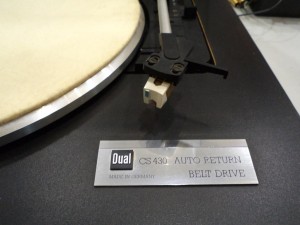 Dual CS 430 AUTO RETURN
MADE IN GERMANY BELT DRIVE